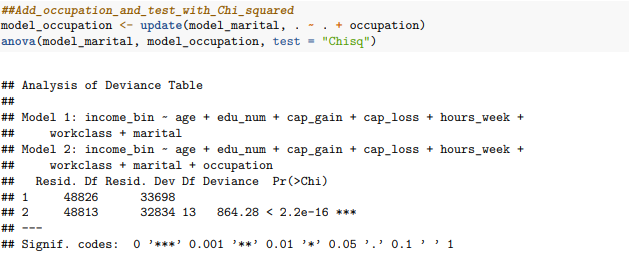 ##Add_occupation_and_test_with_Chi_squared
model_occupation <- update(model_marital, . ~ . + occupation)
anova(model_marital, model_occupation, test = "Chisq")
## Analysis of Deviance Table
##
## Model 1: income_bin ~ age + edu_num + cap_gain + cap_loss + hours_week +
##     workclass + marital
## Model 2: income_bin ~ age + edu_num + cap_gain + cap_loss + hours_week +
##     workclass + marital + occupation
##   Resid. Df Resid. Dev Df Deviance  Pr(>Chi)
## 1     48826      33698
## 2     48813      32834 13   864.28 < 2.2e-16 ***
## ---
## Signif. codes:  0 '***' 0.001 '**' 0.01 '*' 0.05 '.' 0.1 ' ' 1